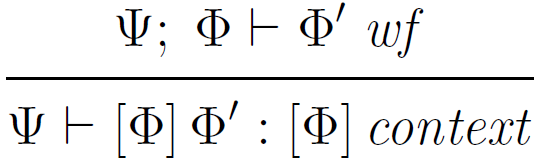 Ψ; Φ ⊢ Φ′ wf
Ψ ⊢ [Φ] Φ′ : [Φ] context